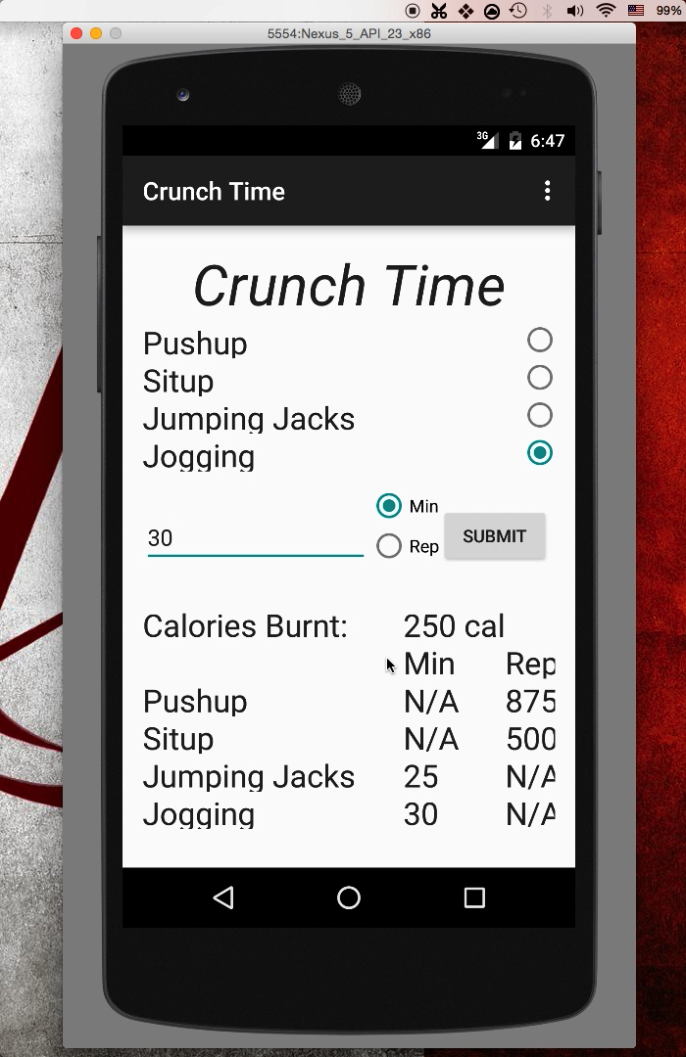 99%
5554:Nexus_5_API_23_x86
3G 6:47
Crunch Time
Crunch Time
Pushup
Situp
Jumping Jacks
Jogging
Min
30 SUBMIT
Rep
Calories Burnt: 250 cal
Min Rep
Pushup N/A 875
Situp N/A 500
Jumping Jacks 25 N/A
Jogging 30 N/A